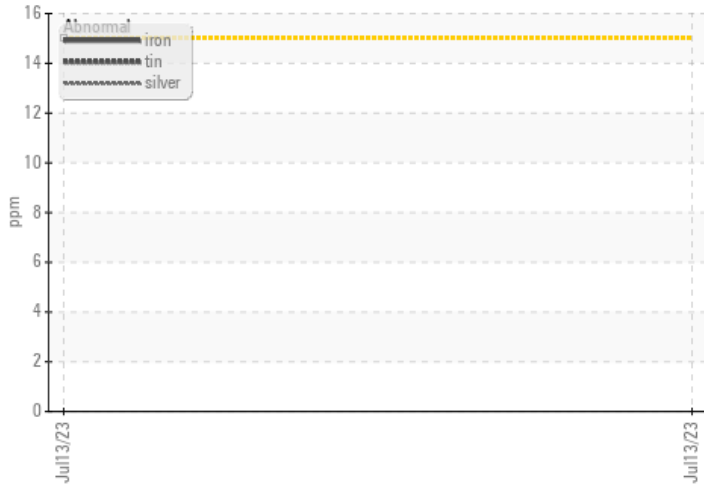 16
14
12
10
8
6
4
2
0
ppm
Abnormal
iron
tin
silver
Jul13/23
Jul13/23